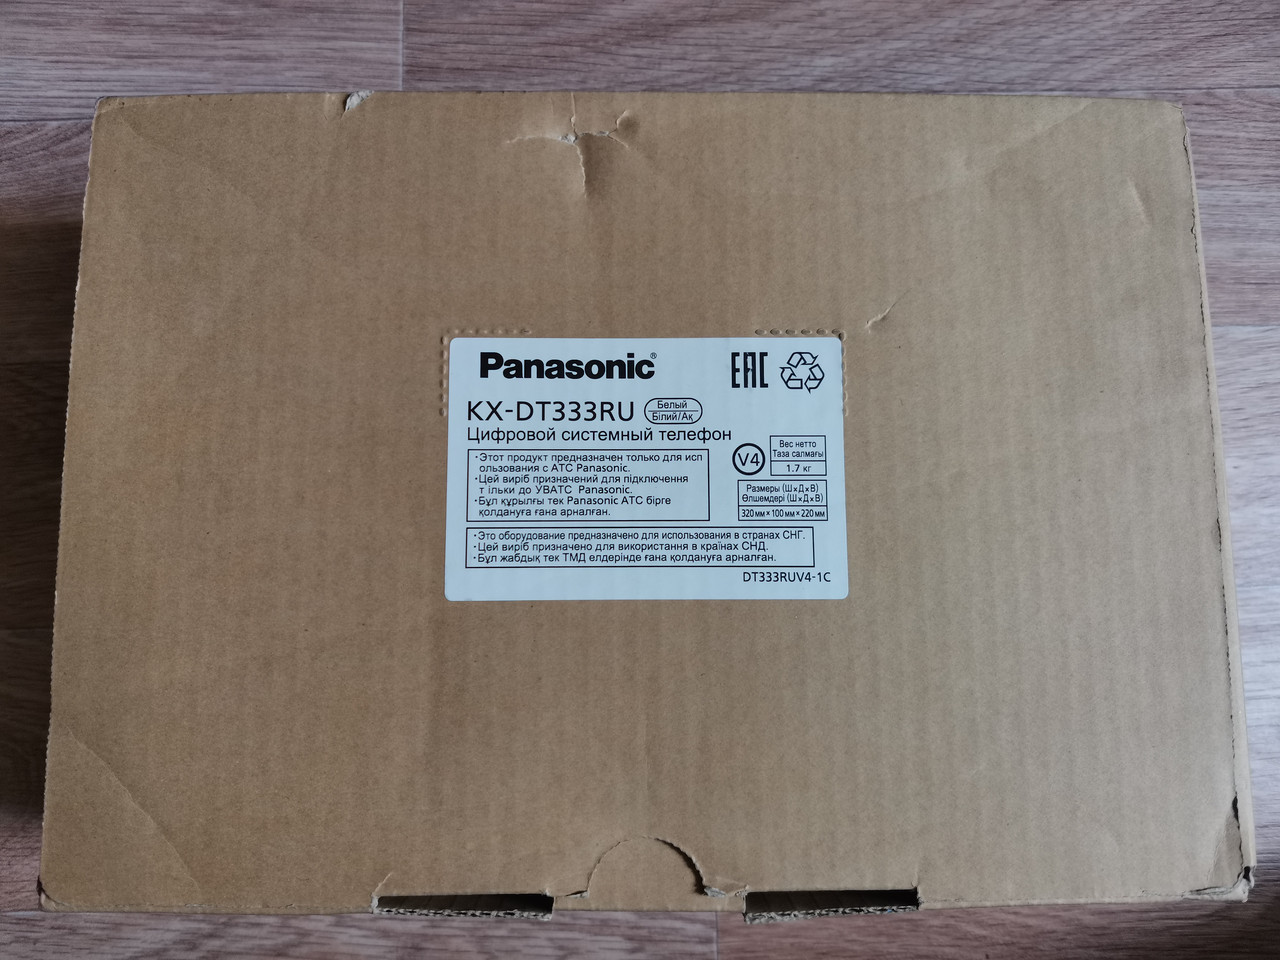 Panasonic®
EAC
KX-DT333RU
Белый
Білий/Ақ
Цифровой системный телефон
V4
Вес нетто
Таза салмағы
1.7 кг
·Этот продукт предназначен только для исп
ользования с АТС Panasonic.
·Цей виріб призначений для підключення
т ільки до УВАТС Panasonic.
·Бұл құрылғы тек Panasonic АТС бірге
қолдануға ғана арналған.
Размеры (Ш×Д×В)
Өлшемдері (Ш×Д×В)
320 мм × 100 мм × 220 мм
·Это оборудование предназначено для использования в странах СНГ.
·Цей виріб призначено для використання в країнах СНД.
·Бұл жабдық тек ТМД елдерінде ғана қолдануға арналған.
DT333RUV4-1C